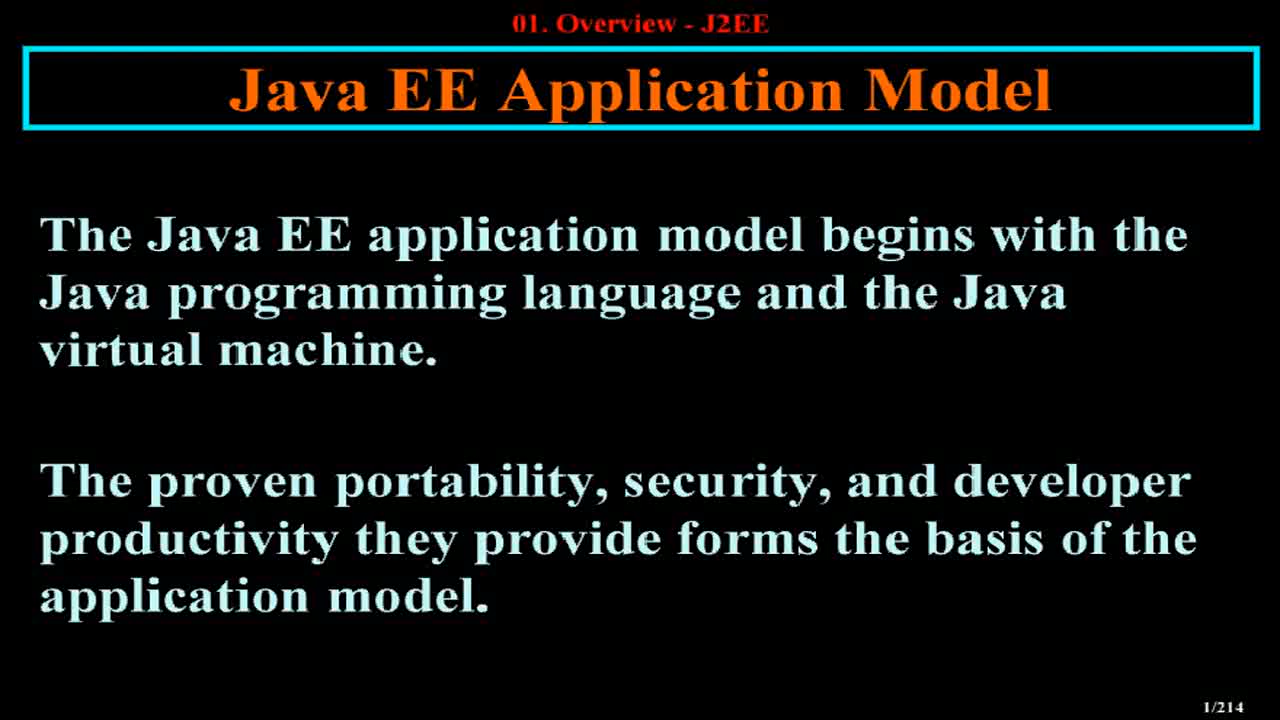 01. Overview - J2EE
Java EE Application Model
The Java EE application model begins with the
Java programming language and the Java
virtual machine.
The proven portability, security, and developer
productivity they provide forms the basis of the
application model.
1/214